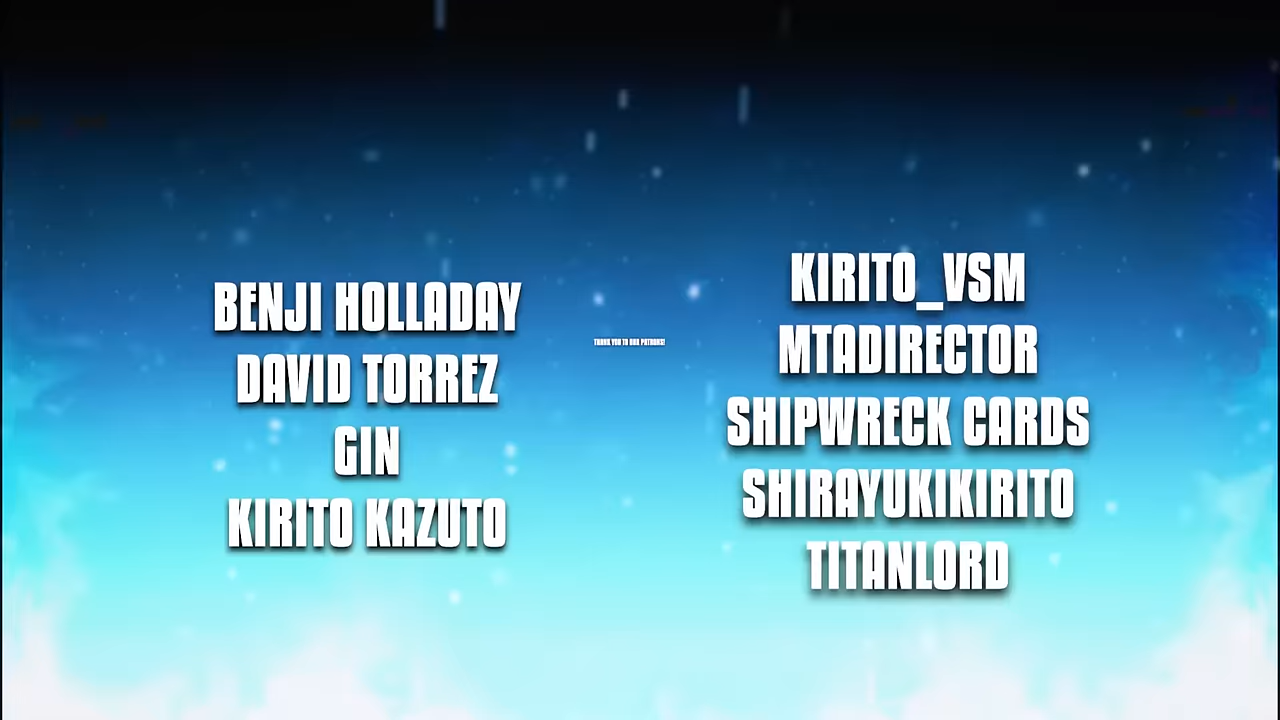 BENJI HOLLADAY
DAVID TORREZ
GIN
KIRITO KAZUTO
THANK YOU TO OUR PATRONS!
KIRITO_VSM
MTADIRECTOR
SHIPWRECK CARDS
SHIRAYUKIKIRITO
TITANLORD